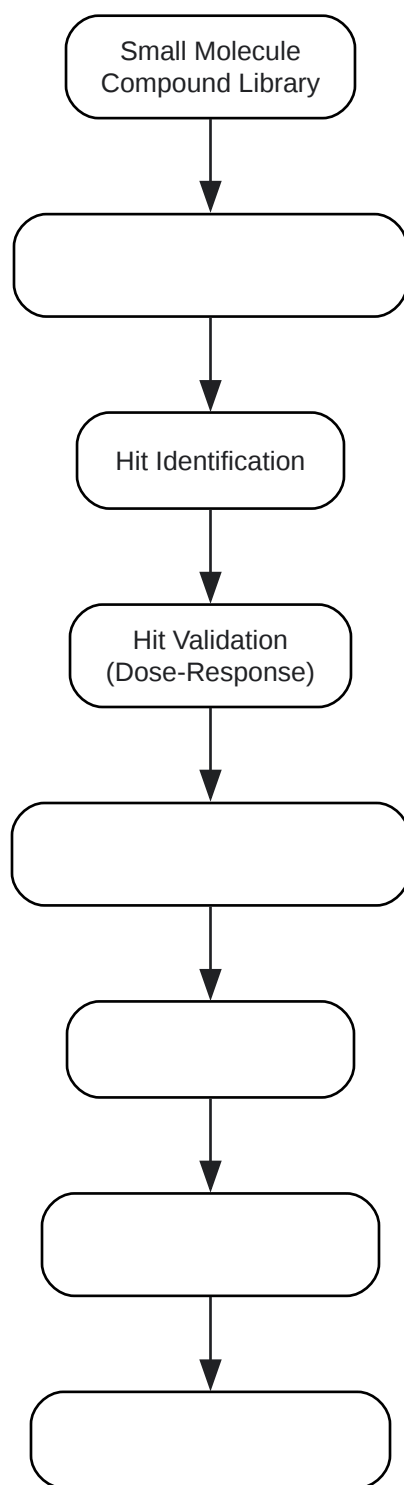 Small Molecule
Compound Library
Hit Identification
Hit Validation
(Dose-Response)